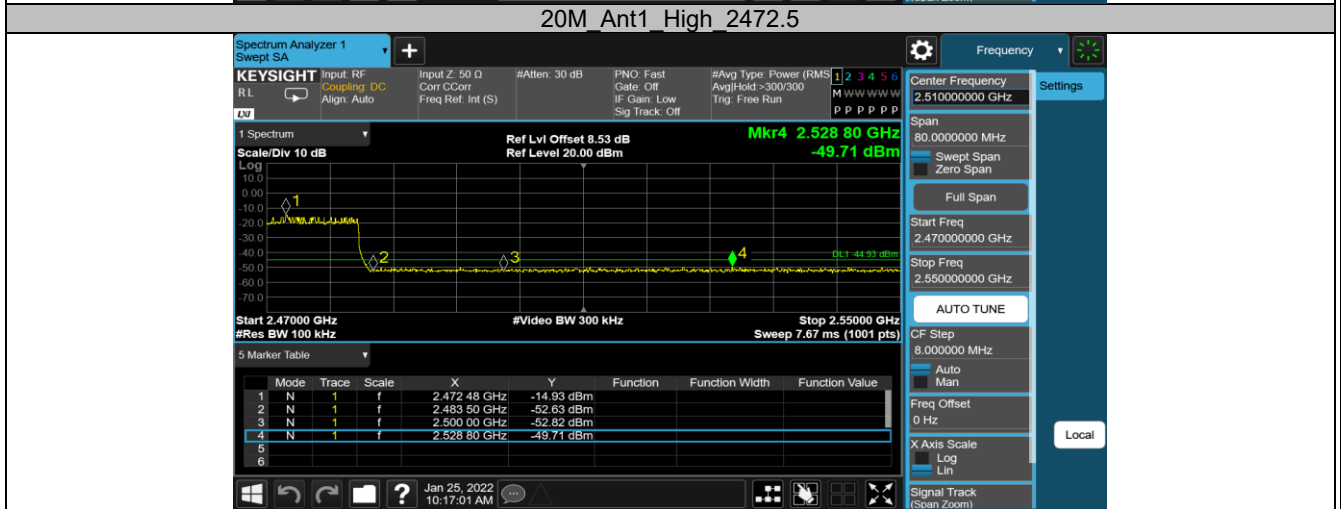 (Span Zoom)
20M_Ant1_High_2472.5
Spectrum Analyzer 1
Swept SA
+
Frequency
KEYSIGHT Input: RF Input Z: 50 Ω #Atten: 30 dB PNO: Fast #Avg Type: Power (RMS 1 2 3 4 5 6
RL Coupling: DC Corr CCorr Gate: Off Avg|Hold:>300/300 M W W W W W
Align: Auto Freq Ref: Int (S) IF Gain: Low Trig: Free Run
LXI Sig Track: Off P P P P P P
Center Frequency
2.510000000 GHz
Settings
1 Spectrum
Ref Lvl Offset 8.53 dB
Mkr4 2.528 80 GHz
Scale/Div 10 dB
Ref Level 20.00 dBm
-49.71 dBm
Log
10.0
0.00
-10.0
-20.0
-30.0
-40.0
-50.0
-60.0
-70.0
1
2
3
4
DL1 -44.93 dBm
Start 2.47000 GHz #Video BW 300 kHz Stop 2.55000 GHz
#Res BW 100 kHz Sweep 7.67 ms (1001 pts)
5 Marker Table
Mode Trace Scale X Y Function Function Width Function Value
1 N 1 f 2.472 48 GHz -14.93 dBm
2 N 1 f 2.483 50 GHz -52.63 dBm
3 N 1 f 2.500 00 GHz -52.82 dBm
4 N 1 f 2.528 80 GHz -49.71 dBm
5
6
Span
80.0000000 MHz
Swept Span
Zero Span
Full Span
Start Freq
2.470000000 GHz
Stop Freq
2.550000000 GHz
AUTO TUNE
CF Step
8.000000 MHz
Auto
Man
Freq Offset
0 Hz
X Axis Scale
Log
Lin
Local
Signal Track
(Span Zoom)
? Jan 25, 2022
10:17:01 AM